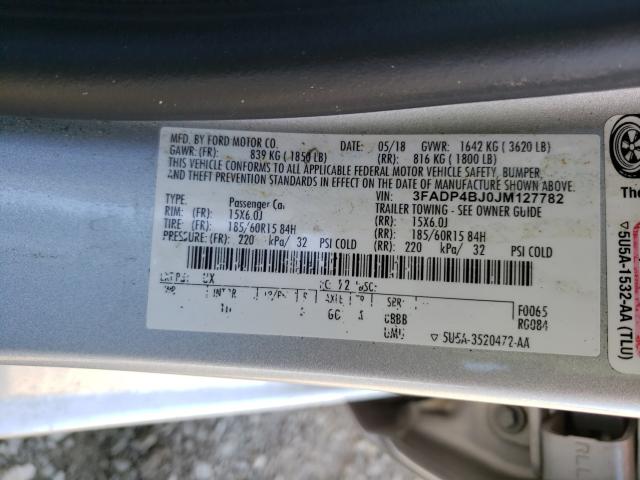 MFD. BY FORD MOTOR CO. DATE: 05/18 GVWR: 1642 KG ( 3620 LB)
GAWR: (FR): 839 KG ( 1850 LB) (RR): 816 KG ( 1800 LB)
THIS VEHICLE CONFORMS TO ALL APPLICABLE FEDERAL MOTOR VEHICLE SAFETY, BUMPER,
AND THEFT PREVENTION STANDARDS IN EFFECT ON THE DATE OF MANUFACTURE SHOWN ABOVE.
VIN: 3FADP4BJ0JM127782
TYPE: Passenger Ca TRAILER TOWING - SEE OWNER GUIDE
RIM: (FR): 15X6.0J (RR): 15X6.0J
TIRE: (FR): 185/60R15 84H (RR): 185/60R15 84H
PRESSURE: (FR): 220 kPa/ 32 PSI COLD (RR): 220 kPa/ 32 PSI COLD
UX
F0065
RG084
5U5A-3520472-AA
5U5A-1532-AA (TLU)